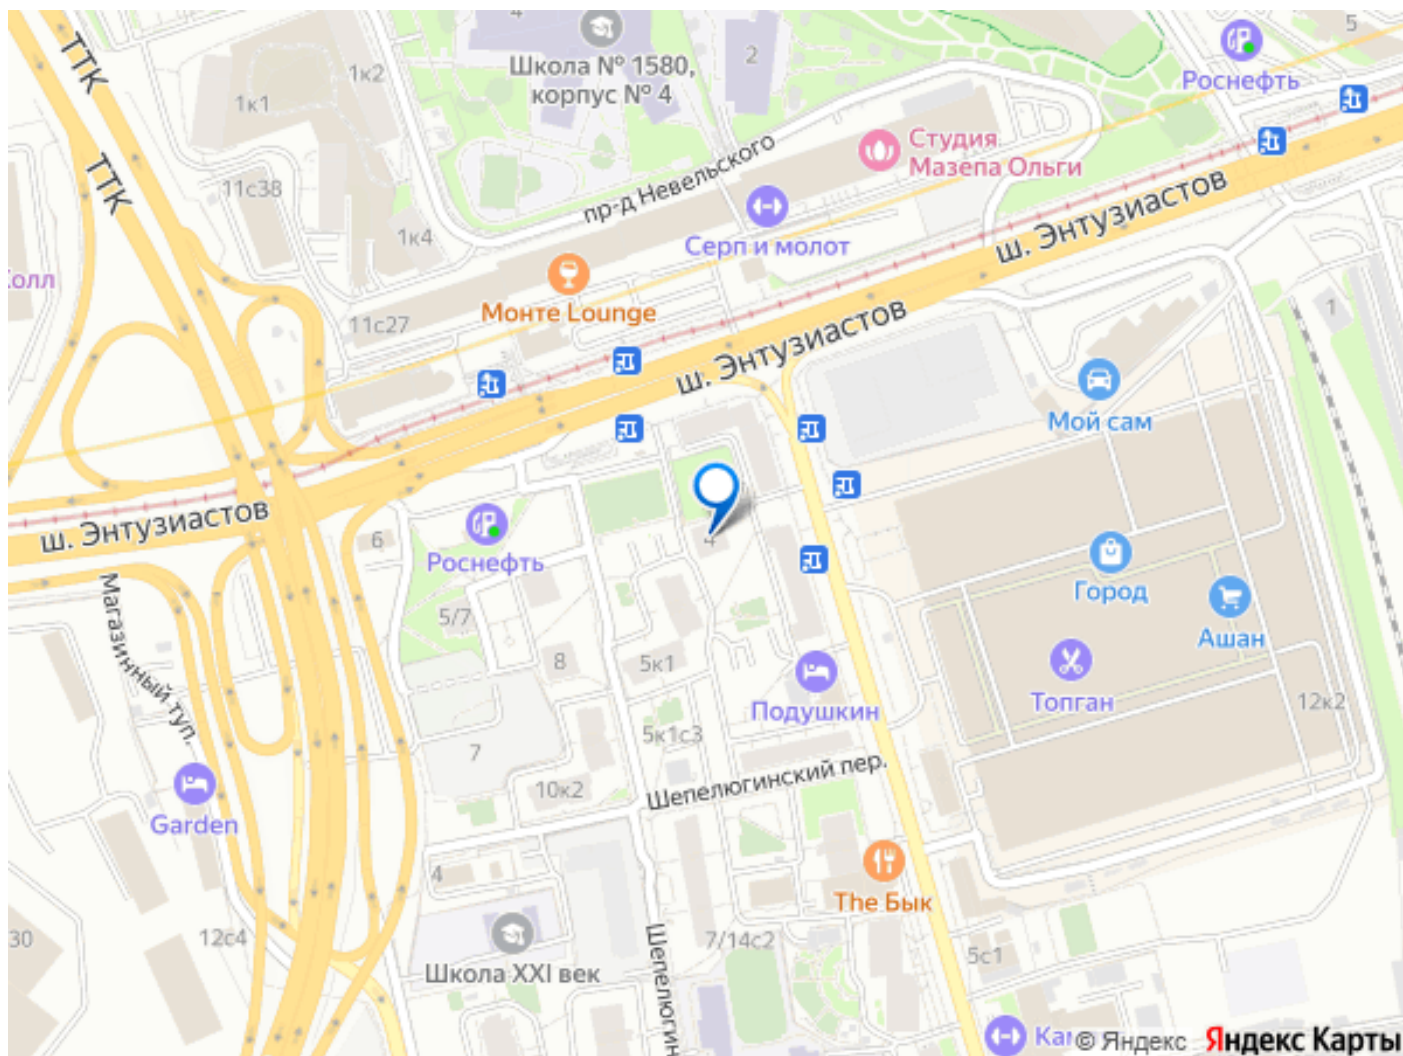 4
ТТК
Школа № 1580,
корпус № 4
2
5
Роснефть
1к2
1к1
ТТК
11с38
1к4
пр-д Невельского
Студия
Мазепа Ольги
Серп и молот
ш. Энтузиастов
Монте Lounge
11с27
ш. Энтузиастов
1
Мой сам
ш. Энтузиастов
6
Роснефть
4
Город
Ашан
Магазинный туп.
5/7
8
5к1
Подушкин
Топган
12к2
5к1с3
7
10к2
Шепелюгинский пер.
Garden
4
The Бык
30
12с4
Школа XXI век
7/14с2
5с1
© Яндекс Яндекс Карты